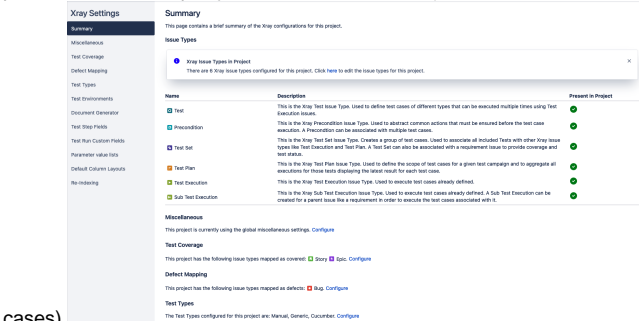 Xray Settings
Summary
Miscellaneous
Test Coverage
Defect Mapping
Test Types
Test Environments
Document Generator
Test Step Fields
Test Run Custom Fields
Parameter value lists
Default Column Layouts
Re-Indexing
Summary
This page contains a brief summary of the Xray configurations for this project.
Issue Types
Xray Issue Types in Project
There are 6 Xray issue types configured for this project. Click here to edit the issue types for this project.
Name Description Present in Project
Test This is the Xray Test Issue Type. Used to define test cases of different types that can be executed multiple times using Test
Execution issues.
Precondition This is the Xray Precondition Issue Type. Used to abstract common actions that must be ensured before the test case
execution. A Precondition can be associated with multiple test cases.
Test Set This is the Xray Test Set Issue Type. Creates a group of test cases. Used to associate all included Tests with other Xray issue
types like Test Execution and Test Plan. A Test Set can also be associated with a requirement issue to provide coverage and
test status.
Test Plan This is the Xray Test Plan Issue Type. Used to define the scope of test cases for a given test campaign and to aggregate all
executions for those tests displaying the latest result for each test case.
Test Execution This is the Xray Test Execution Issue Type. Used to execute test cases already defined.
Sub Test Execution This is the Xray Sub Test Execution Issue Type. Used to execute test cases already defined. A Sub Test Execution can be
created for a parent issue like a requirement in order to execute the test cases associated with it.
Miscellaneous
This project is currently using the global miscellaneous settings. Configure
Test Coverage
This project has the following issue types mapped as covered: Story Epic. Configure
Defect Mapping
This project has the following issue types mapped as defects: Bug. Configure
Test Types
The Test Types configured for this project are: Manual, Generic, Cucumber. Configure
cases)